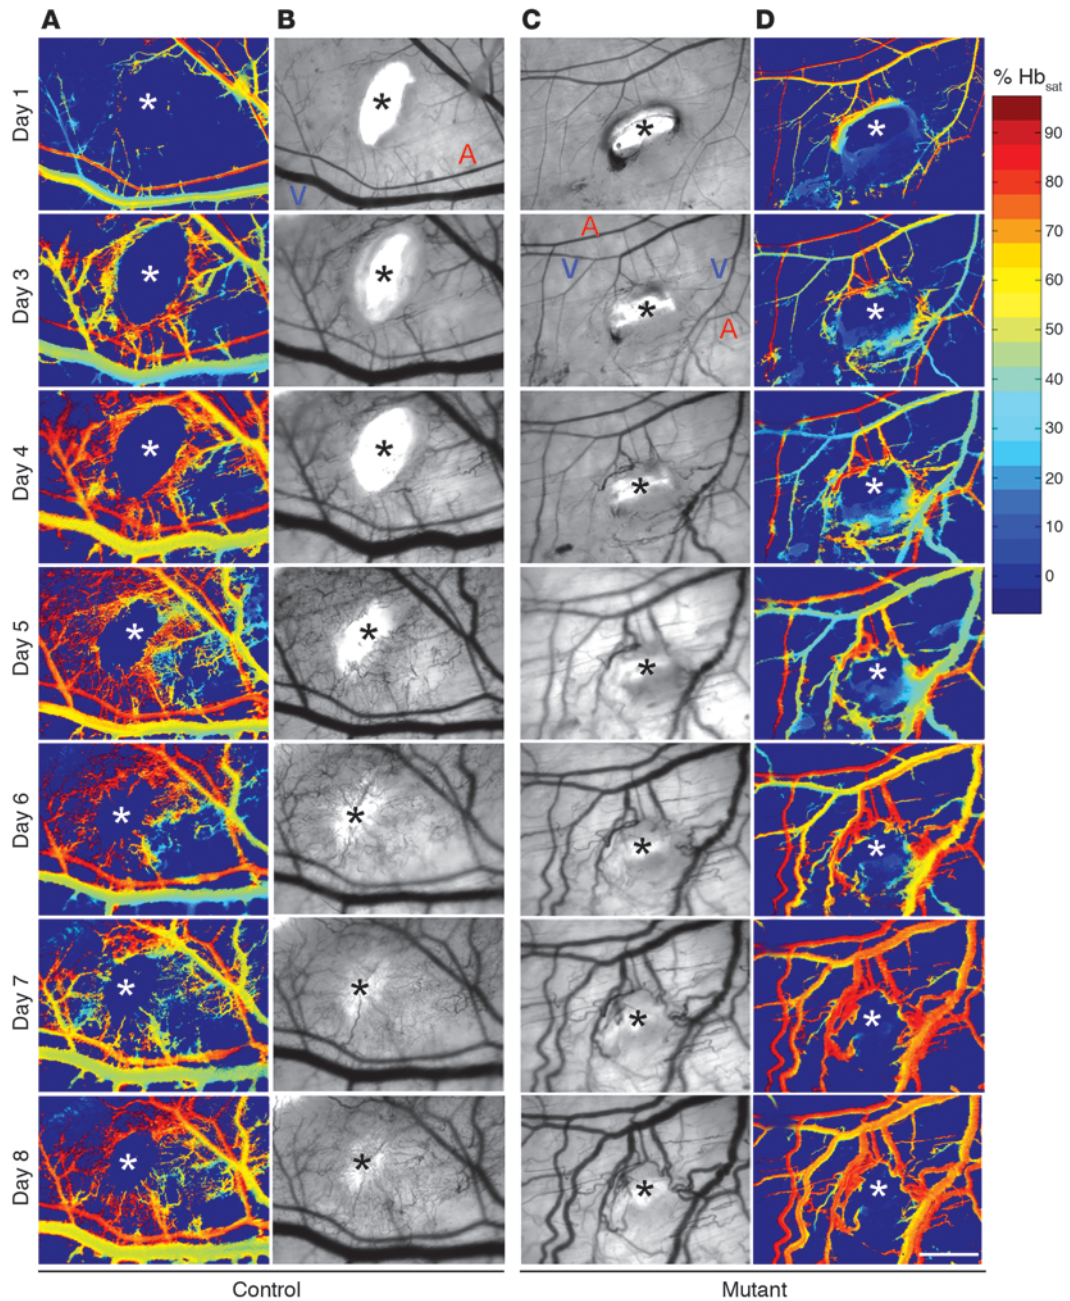 A B C D
Day 1
* * * *
A
V
% Hbsat
90
80
70
60
50
40
30
20
10
0
Day 3
* * * *
A
V V
A
Day 4
* * * *
Day 5
* * * *
Day 6
* * * *
Day 7
* * * *
Day 8
* * * *
Control Mutant